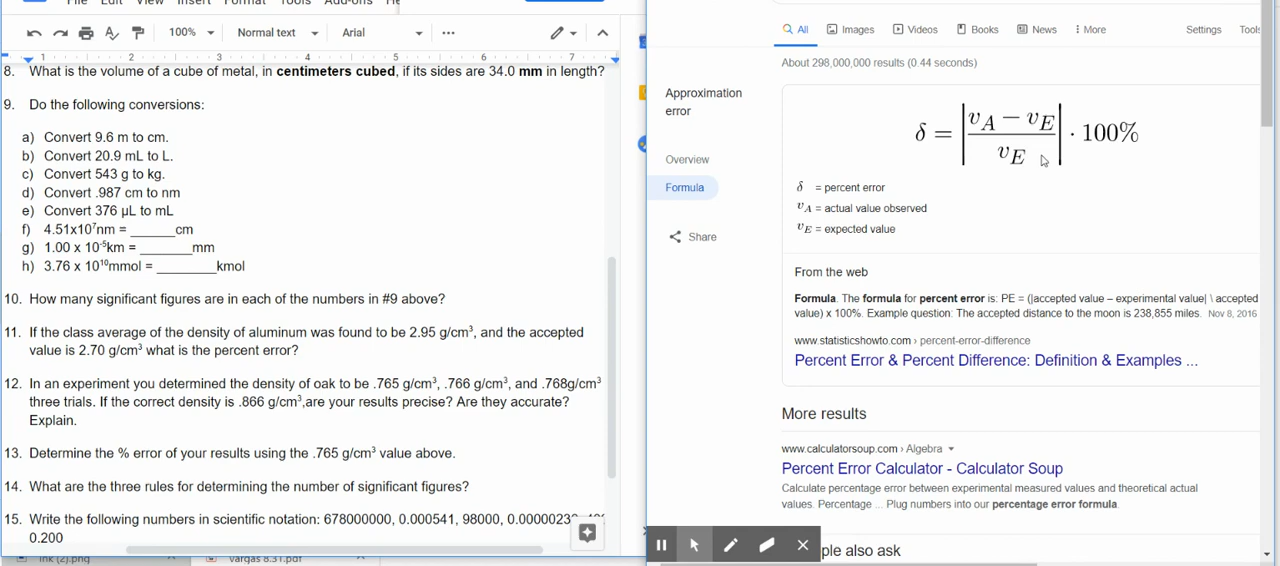 File Edit View Insert Format Tools Add-ons He
100% Normal text Arial
1 2 3 4 5 6 7
8. What is the volume of a cube of metal, in centimeters cubed, if its sides are 34.0 mm in length?
9. Do the following conversions:
a) Convert 9.6 m to cm.
b) Convert 20.9 mL to L.
c) Convert 543 g to kg.
d) Convert .987 cm to nm
e) Convert 376 μL to mL
f) 4.51x10⁷nm = ______cm
g) 1.00 x 10⁻⁵km = _______mm
h) 3.76 x 10¹⁰mmol = ________kmol
10. How many significant figures are in each of the numbers in #9 above?
11. If the class average of the density of aluminum was found to be 2.95 g/cm³, and the accepted
value is 2.70 g/cm³ what is the percent error?
12. In an experiment you determined the density of oak to be .765 g/cm³, .766 g/cm³, and .768g/cm³
three trials. If the correct density is .866 g/cm³,are your results precise? Are they accurate?
Explain.
13. Determine the % error of your results using the .765 g/cm³ value above.
14. What are the three rules for determining the number of significant figures?
15. Write the following numbers in scientific notation: 678000000, 0.000541, 98000, 0.0000023
0.200
ink (2).png vargas 8.31.pdf
All Images Videos Books News More Settings Tools
About 298,000,000 results (0.44 seconds)
Approximation
error
Overview
Formula
Share
δ = |(v_A − v_E) / v_E| · 100%
δ = percent error
v_A = actual value observed
v_E = expected value
From the web
Formula. The formula for percent error is: PE = (|accepted value – experimental value| \ accepted
value) x 100%. Example question: The accepted distance to the moon is 238,855 miles. Nov 8, 2016
www.statisticshowto.com › percent-error-difference
Percent Error & Percent Difference: Definition & Examples ...
More results
www.calculatorsoup.com › Algebra
Percent Error Calculator - Calculator Soup
Calculate percentage error between experimental measured values and theoretical actual
values. Percentage ... Plug numbers into our percentage error formula.
ple also ask